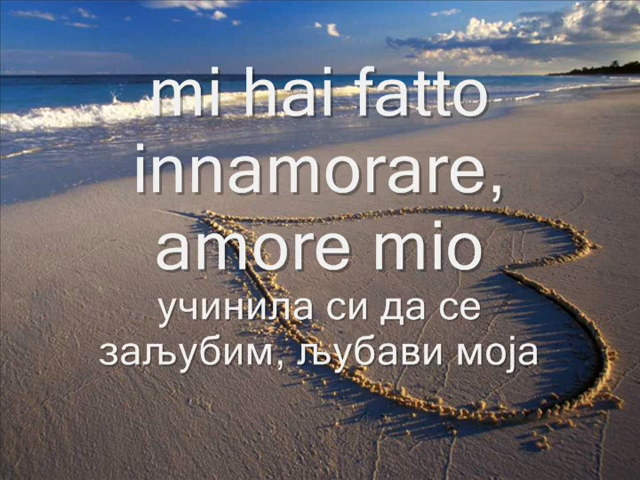 mi hai fatto
innamorare,
amore mio
учинила си да се
заљубим, љубави моја